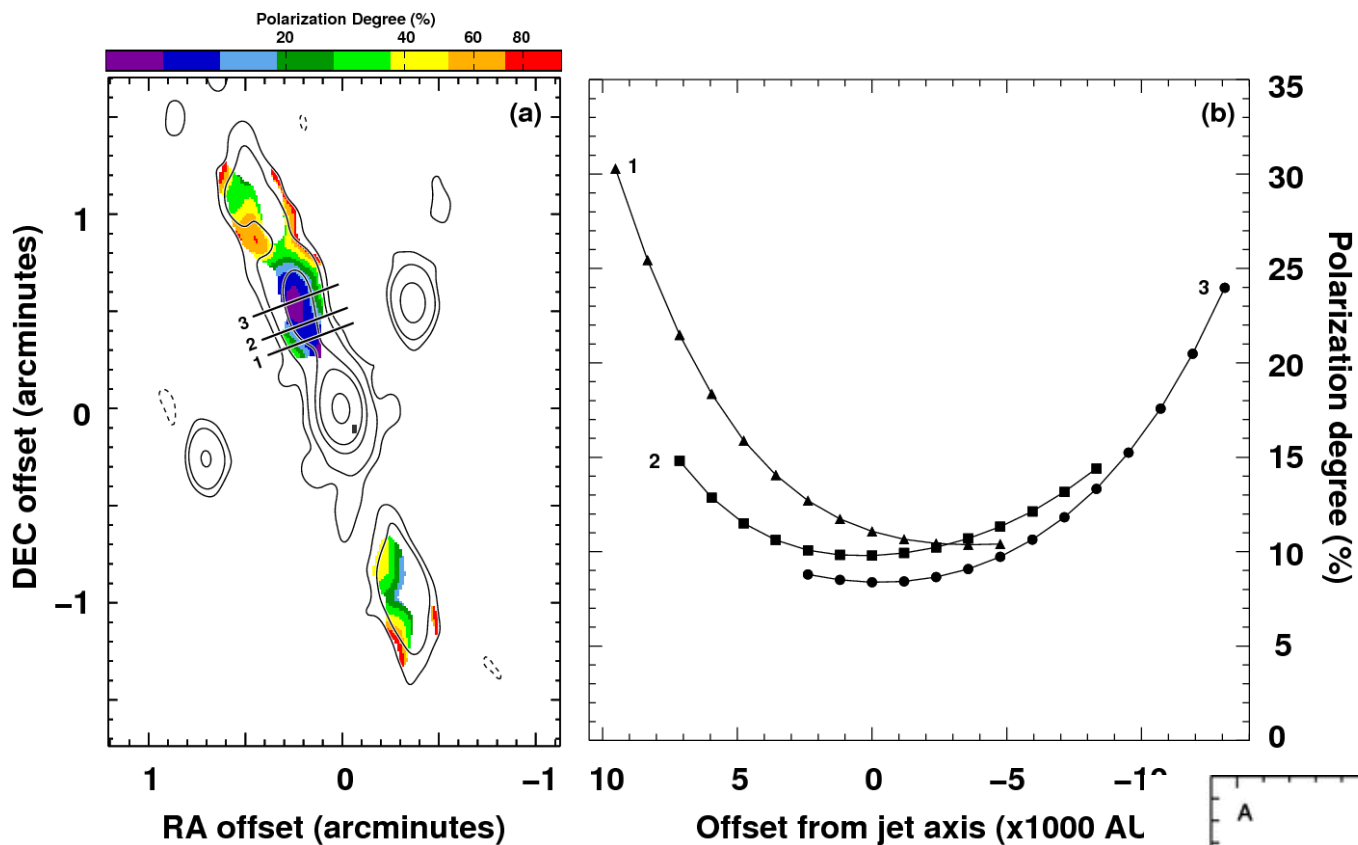 Polarization Degree (%)
20 40 60 80
(a)
DEC offset (arcminutes)
1
0
−1
3
2
1
1 0 −1
RA offset (arcminutes)
(b)
1
2
3
35
30
25
20
15
10
5
0
Polarization degree (%)
10 5 0 −5
Offset from jet axis (x1000 AU
A